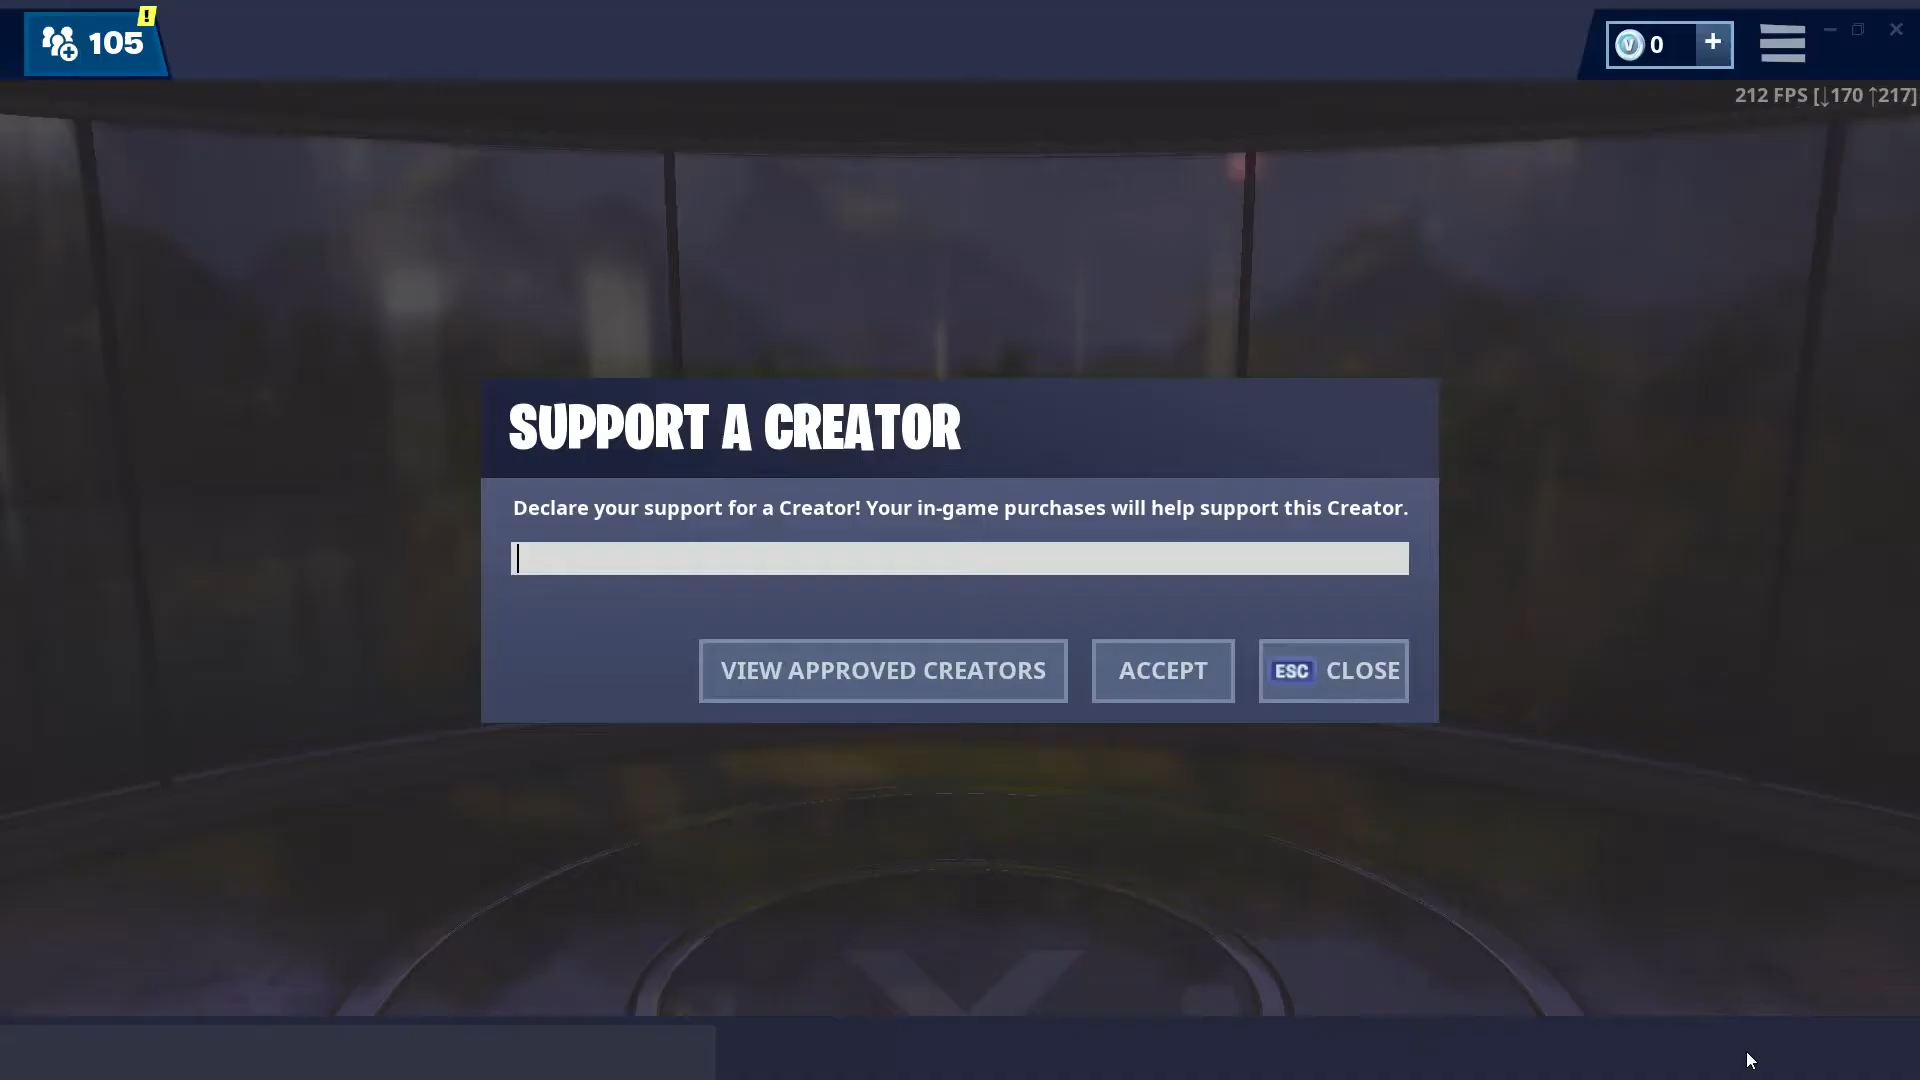 !
105
V 0 +
212 FPS [↓170 ↑217]
SUPPORT A CREATOR
Declare your support for a Creator! Your in-game purchases will help support this Creator.
VIEW APPROVED CREATORS
ACCEPT
ESC CLOSE
V